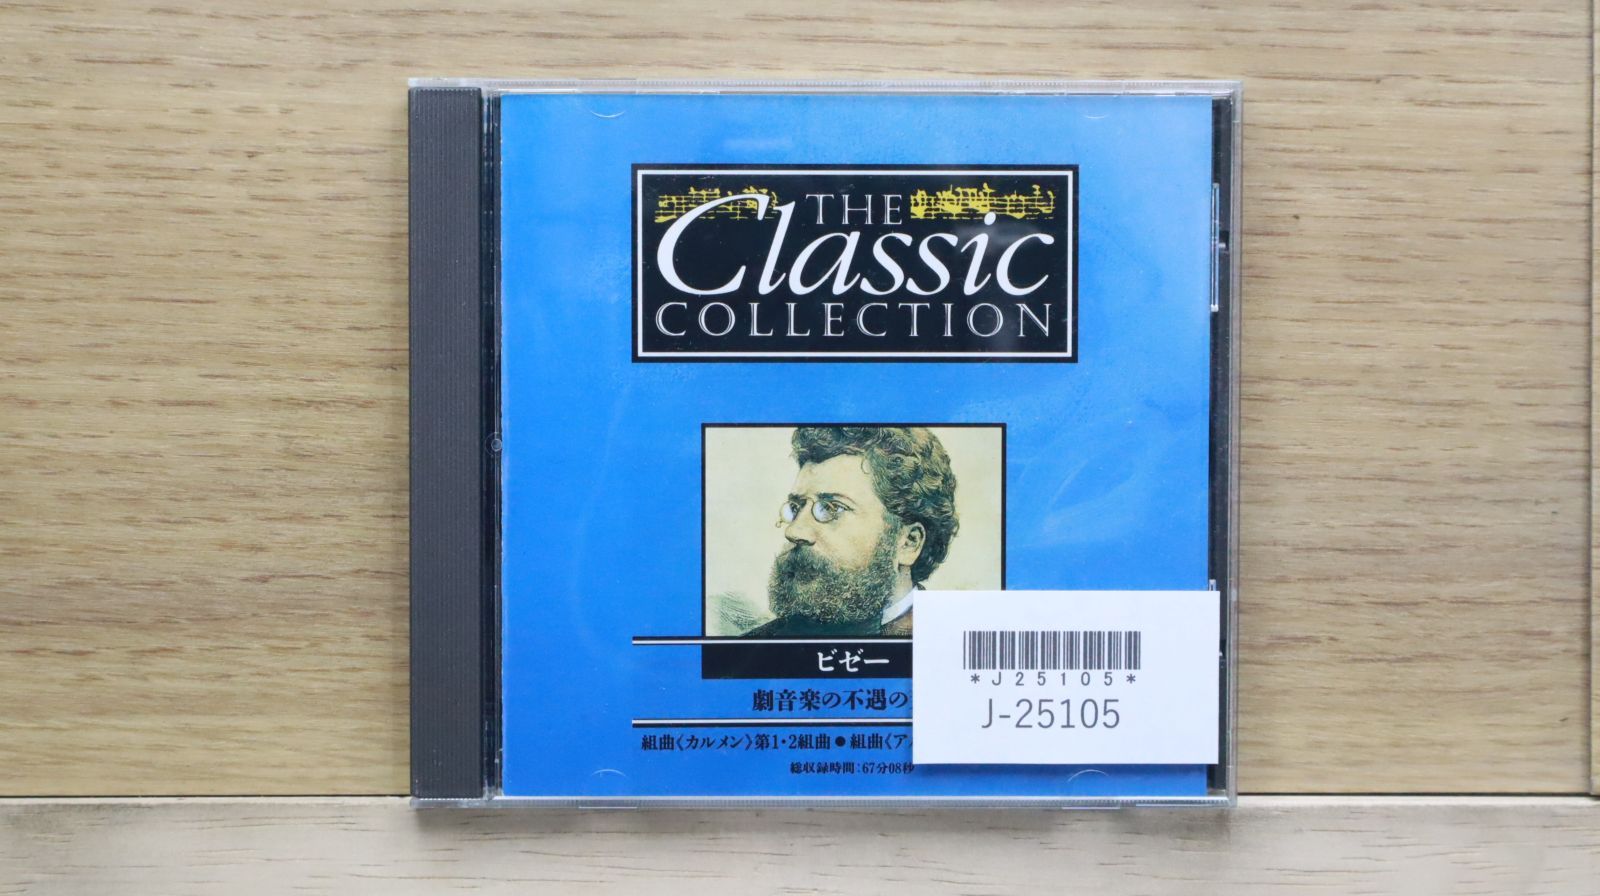 THE
Classic
COLLECTION
ビゼー
劇音楽の不遇の
組曲《カルメン》第1・2組曲●組曲《ア
総収録時間:67分08秒
*J25105*
J-25105